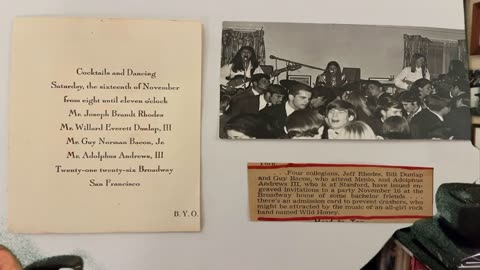 Cocktails and Dancing
Saturday, the sixteenth of November
from eight until eleven o'clock
Mr. Joseph Brandt Rhodes
Mr. Willard Everett Dunlap, III
Mr. Guy Norman Bacon, Jr.
Mr. Adolphus Andrews, III
Twenty-one twenty-six Broadway
San Francisco
B. Y. O.
. . . Four collegians, Jeff Rhodes, Bill Dunlap
and Guy Bacon, who attend Menlo, and Adolphus
Andrews III, who is at Stanford, have issued en-
graved invitations to a party November 16 at the
Broadway home of some bachelor friends . . .
there's an admission card to prevent crashers, who
might be attracted by the music of an all-girl rock
band named Wild Honey.